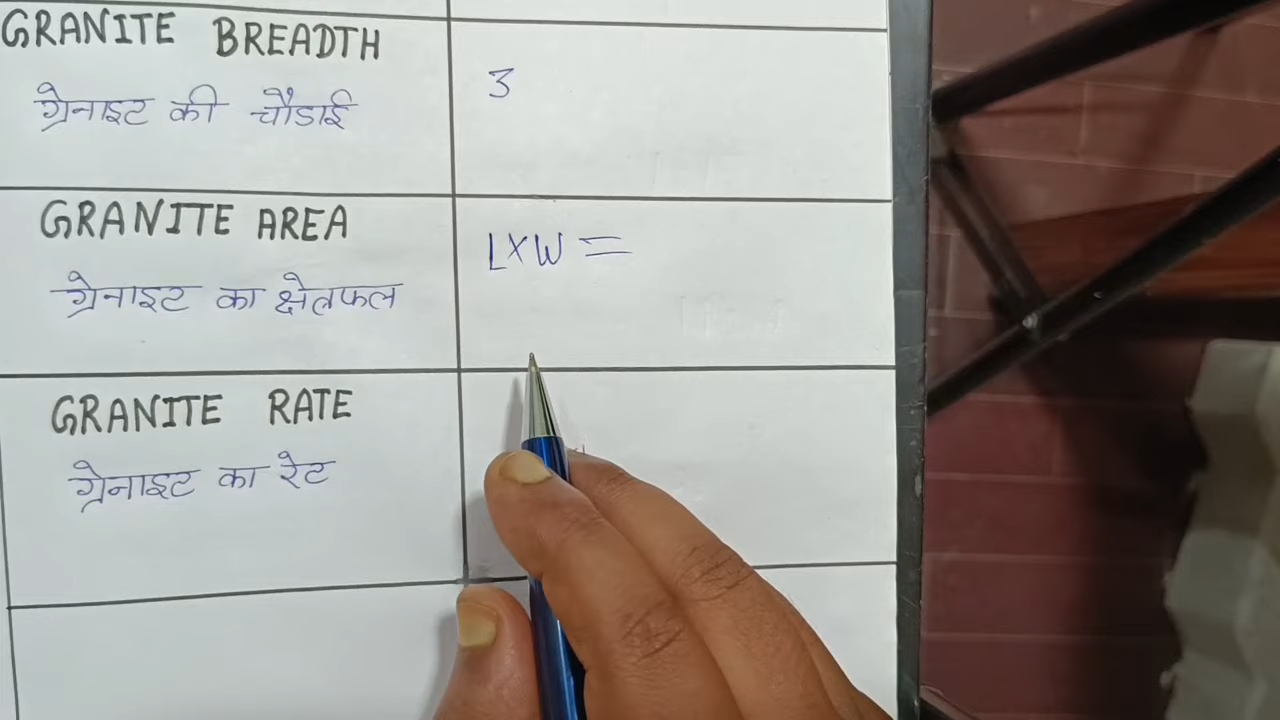 GRANITE BREADTH
ग्रेनाइट की चौडाई
3
GRANITE AREA
ग्रेनाइट का क्षेत्रफल
L×W =
GRANITE RATE
ग्रेनाइट का रेट